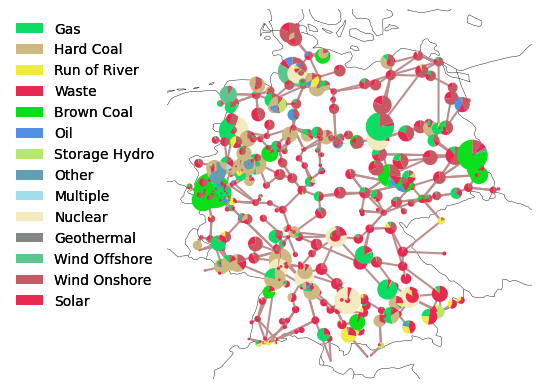 Gas
Hard Coal
Run of River
Waste
Brown Coal
Oil
Storage Hydro
Other
Multiple
Nuclear
Geothermal
Wind Offshore
Wind Onshore
Solar